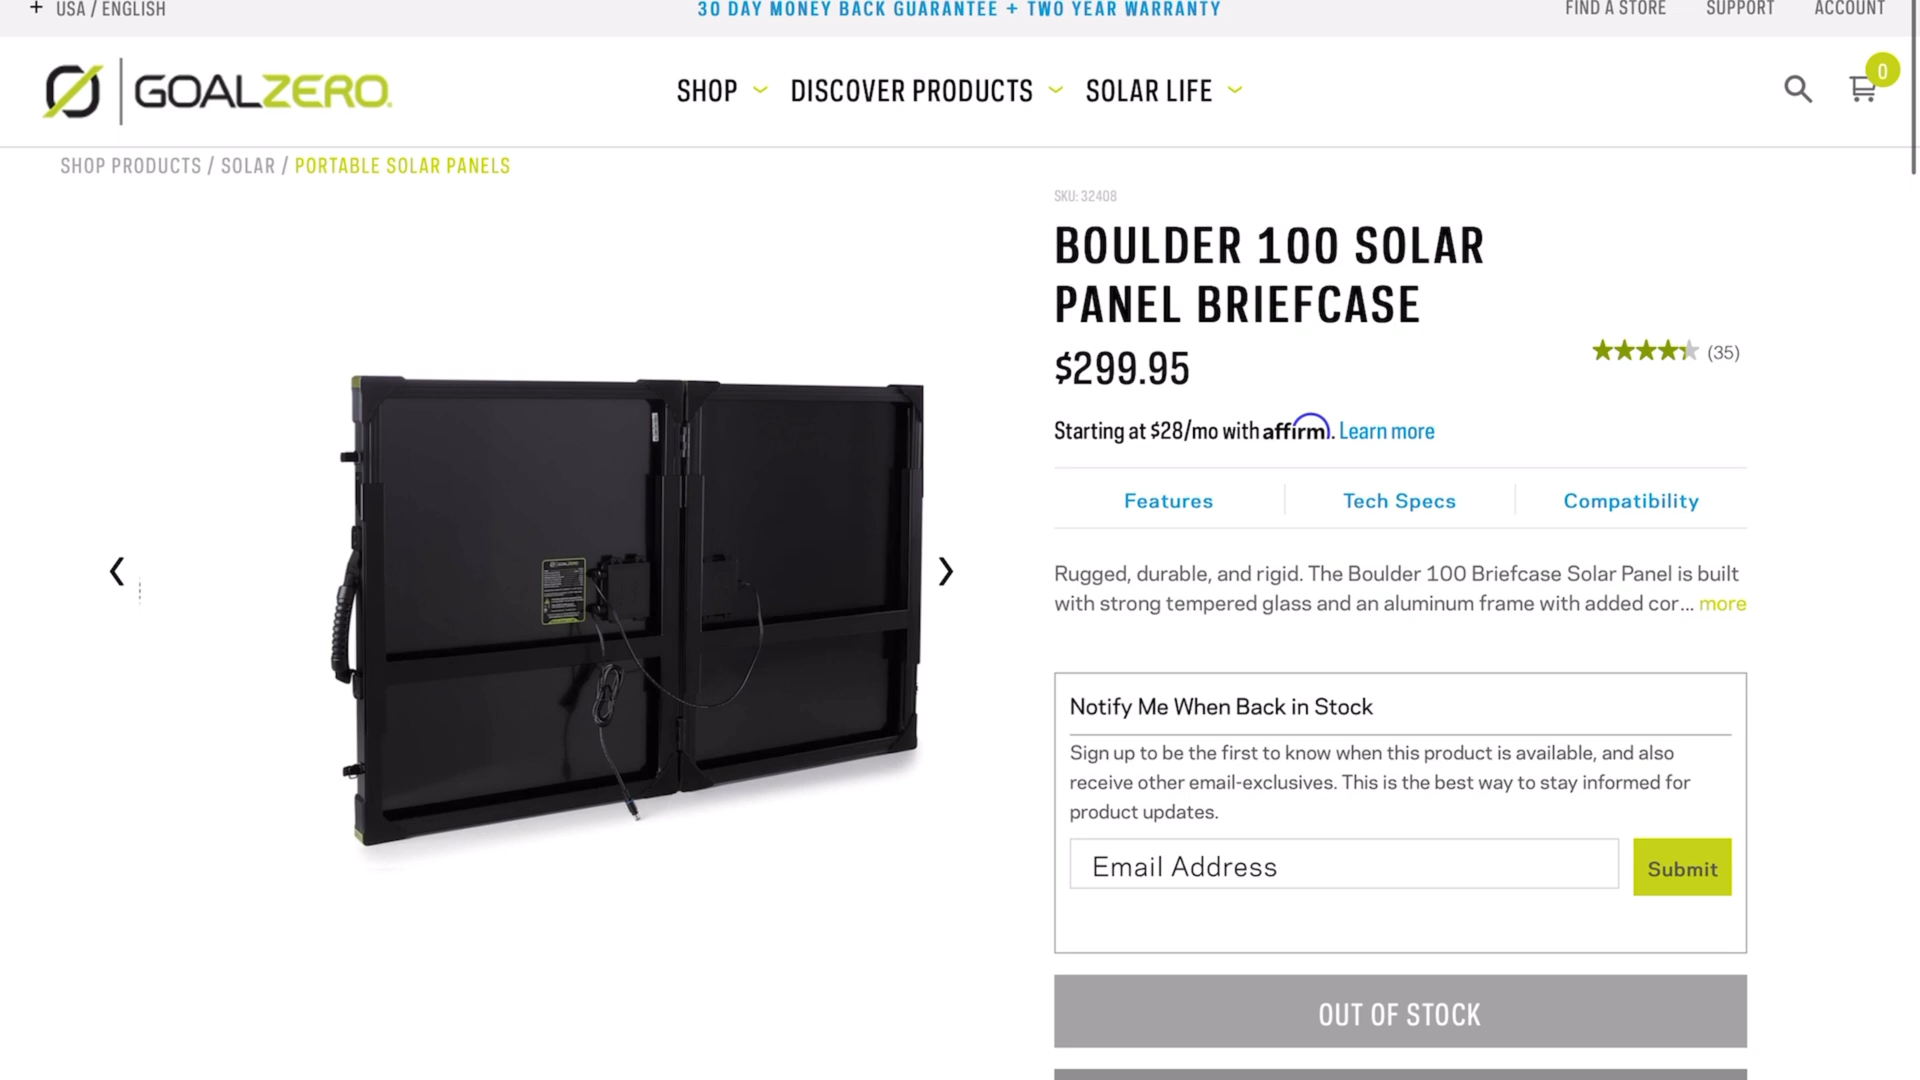 + USA / ENGLISH
30 DAY MONEY BACK GUARANTEE + TWO YEAR WARRANTY
FIND A STORE
SUPPORT
ACCOUNT
GOALZERO.
SHOP
DISCOVER PRODUCTS
SOLAR LIFE
0
SHOP PRODUCTS / SOLAR / PORTABLE SOLAR PANELS
SKU: 32408
BOULDER 100 SOLAR
PANEL BRIEFCASE
$299.95
(35)
Starting at $28/mo with affirm. Learn more
Features
Tech Specs
Compatibility
Rugged, durable, and rigid. The Boulder 100 Briefcase Solar Panel is built
with strong tempered glass and an aluminum frame with added cor... more
Notify Me When Back in Stock
Sign up to be the first to know when this product is available, and also
receive other email-exclusives. This is the best way to stay informed for
product updates.
Email Address
Submit
OUT OF STOCK